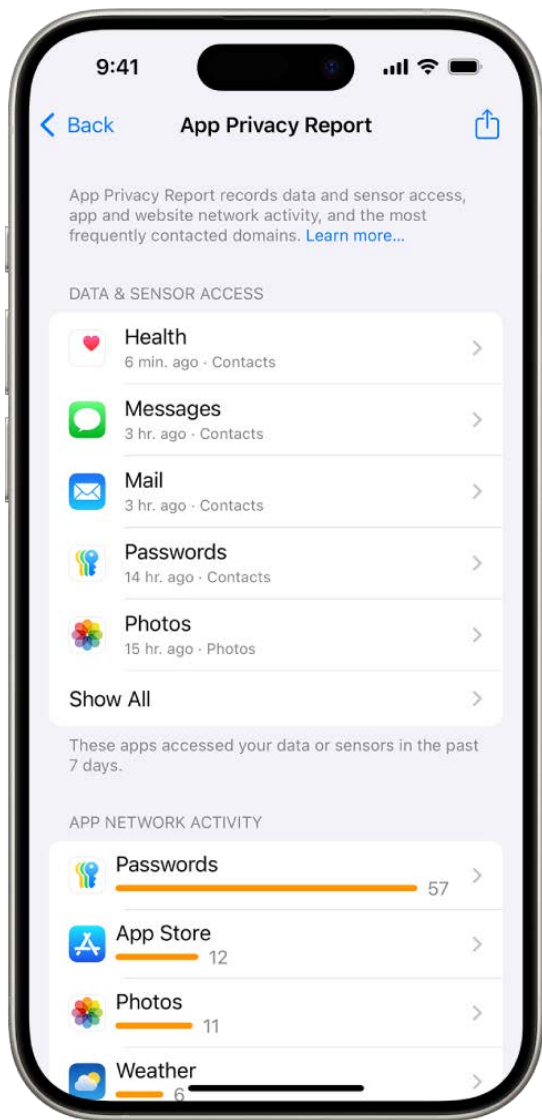 9:41
Back
App Privacy Report
App Privacy Report records data and sensor access,
app and website network activity, and the most
frequently contacted domains. Learn more...
DATA & SENSOR ACCESS
Health
6 min. ago · Contacts
Messages
3 hr. ago · Contacts
Mail
3 hr. ago · Contacts
Passwords
14 hr. ago · Contacts
Photos
15 hr. ago · Photos
Show All
These apps accessed your data or sensors in the past
7 days.
APP NETWORK ACTIVITY
Passwords
57
App Store
12
Photos
11
Weather
6